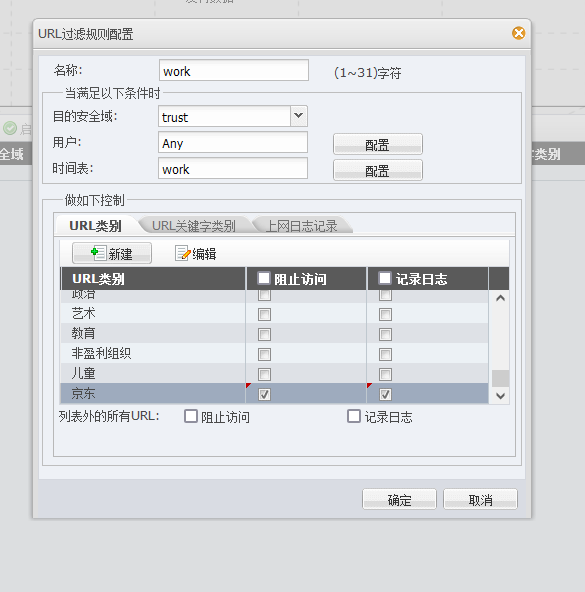 URL过滤规则配置
名称:
work
(1~31)字符
当满足以下条件时
目的安全域:
trust
用户:
Any
配置
时间表:
work
配置
全域
类别
做如下控制
URL类别
URL关键字类别
上网日志记录
新建
编辑
URL类别
阻止访问
记录日志
政治
艺术
教育
非盈利组织
儿童
京东
列表外的所有URL:
阻止访问
记录日志
确定
取消